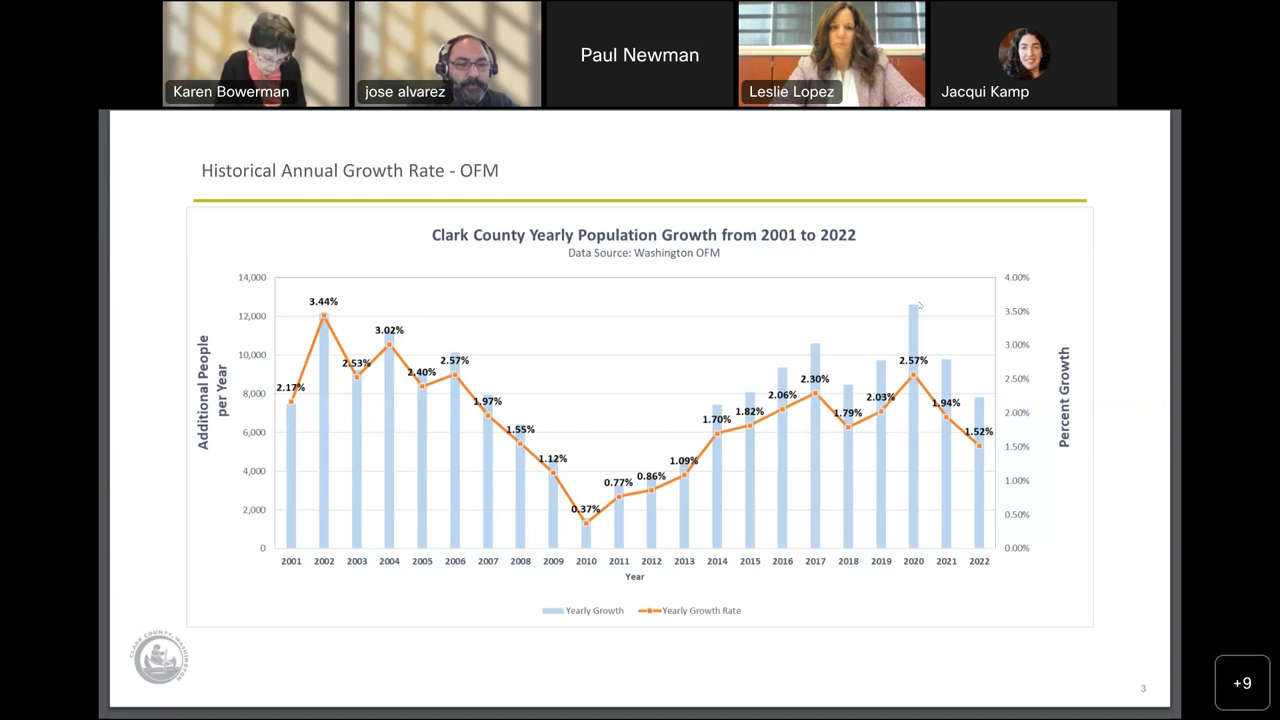 Karen Bowerman
jose alvarez
Paul Newman
Leslie Lopez
Jacqui Kamp
Historical Annual Growth Rate - OFM
Clark County Yearly Population Growth from 2001 to 2022
Data Source: Washington OFM
14,000
12,000
10,000
8,000
6,000
4,000
2,000
0
Additional People
per Year
2.17%
3.44%
2.53%
3.02%
2.40%
2.57%
1.97%
1.55%
1.12%
0.37%
0.77%
0.86%
1.09%
1.70%
1.82%
2.06%
2.30%
1.79%
2.03%
2.57%
1.94%
1.52%
4.00%
3.50%
3.00%
2.50%
2.00%
1.50%
1.00%
0.50%
0.00%
Percent Growth
2001 2002 2003 2004 2005 2006 2007 2008 2009 2010 2011 2012 2013 2014 2015 2016 2017 2018 2019 2020 2021 2022
Year
Yearly Growth Yearly Growth Rate
CLARK COUNTY, WASHINGTON
3
+9